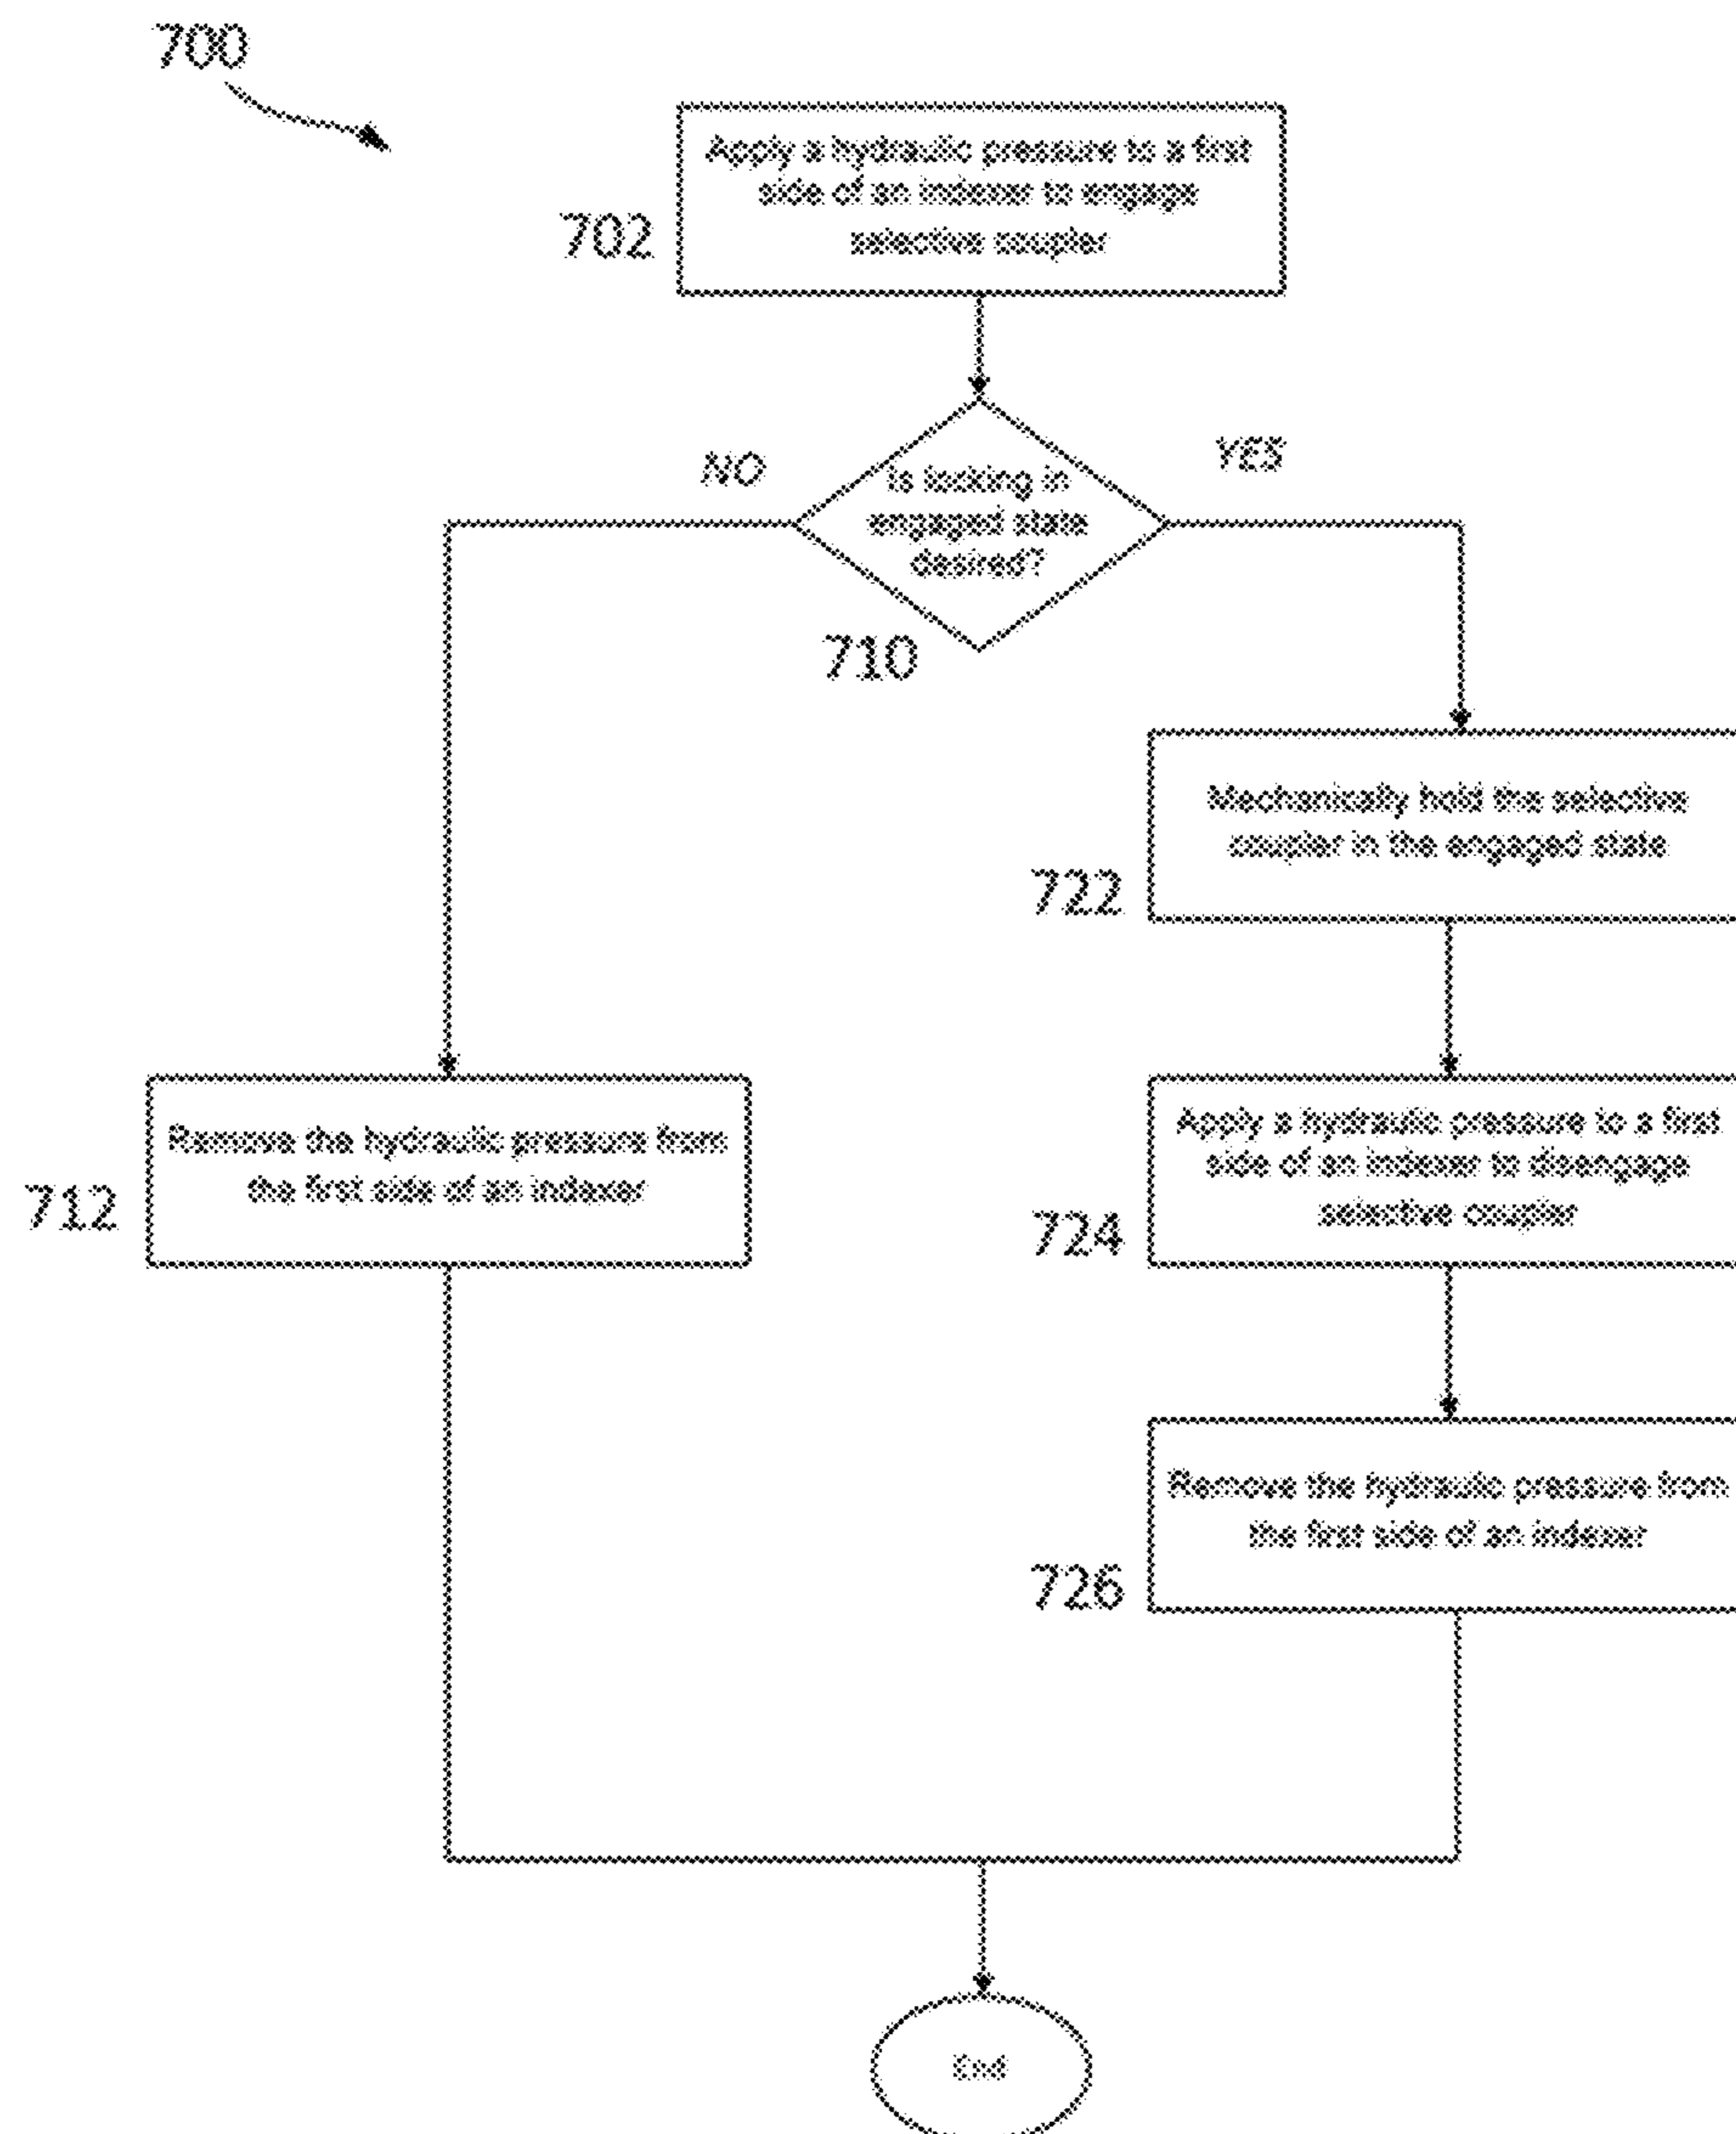 700
Apply a hydraulic pressure to a first
side of an indexer to engage
selective coupler
702
NO
YES
Is locking in
engaged state
desired?
710
Mechanically hold the selective
coupler in the engaged state
722
Remove the hydraulic pressure from
the first side of an indexer
712
Apply a hydraulic pressure to a first
side of an indexer to disengage
selective coupler
724
Remove the hydraulic pressure from
the first side of an indexer
726
End